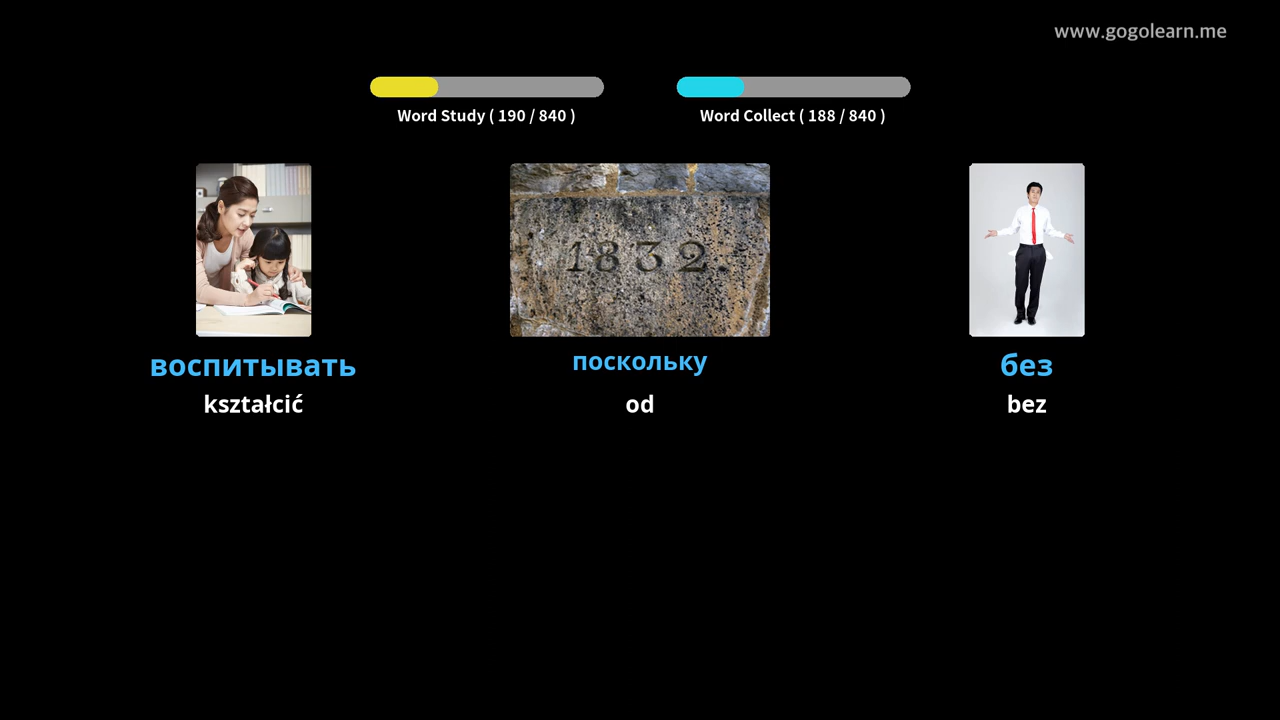 www.gogolearn.me
Word Study ( 190 / 840 )
Word Collect ( 188 / 840 )
1832.
воспитывать
kształcić
поскольку
od
без
bez